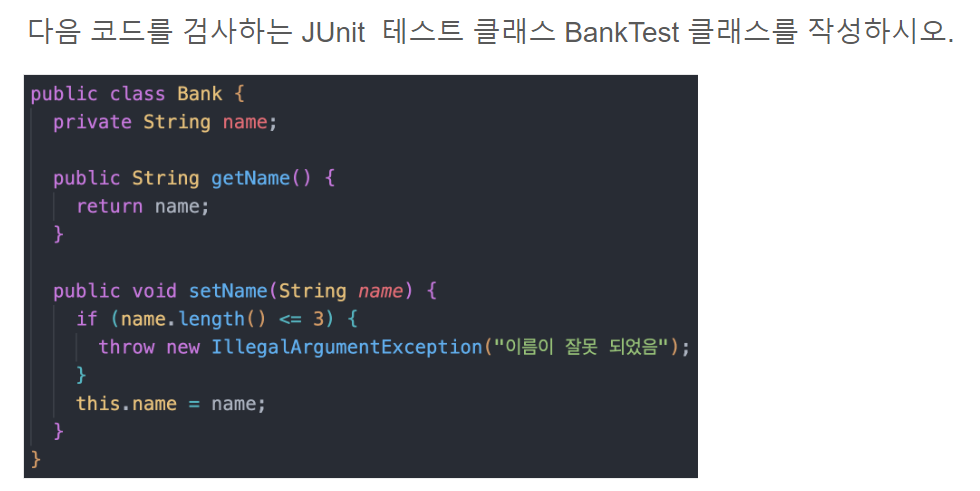 다음 코드를 검사하는 JUnit 테스트 클래스 BankTest 클래스를 작성하시오.
public class Bank {
private String name;
public String getName() {
return name;
}
public void setName(String name) {
if (name.length() <= 3) {
throw new IllegalArgumentException("이름이 잘못 되었음");
}
this.name = name;
}
}